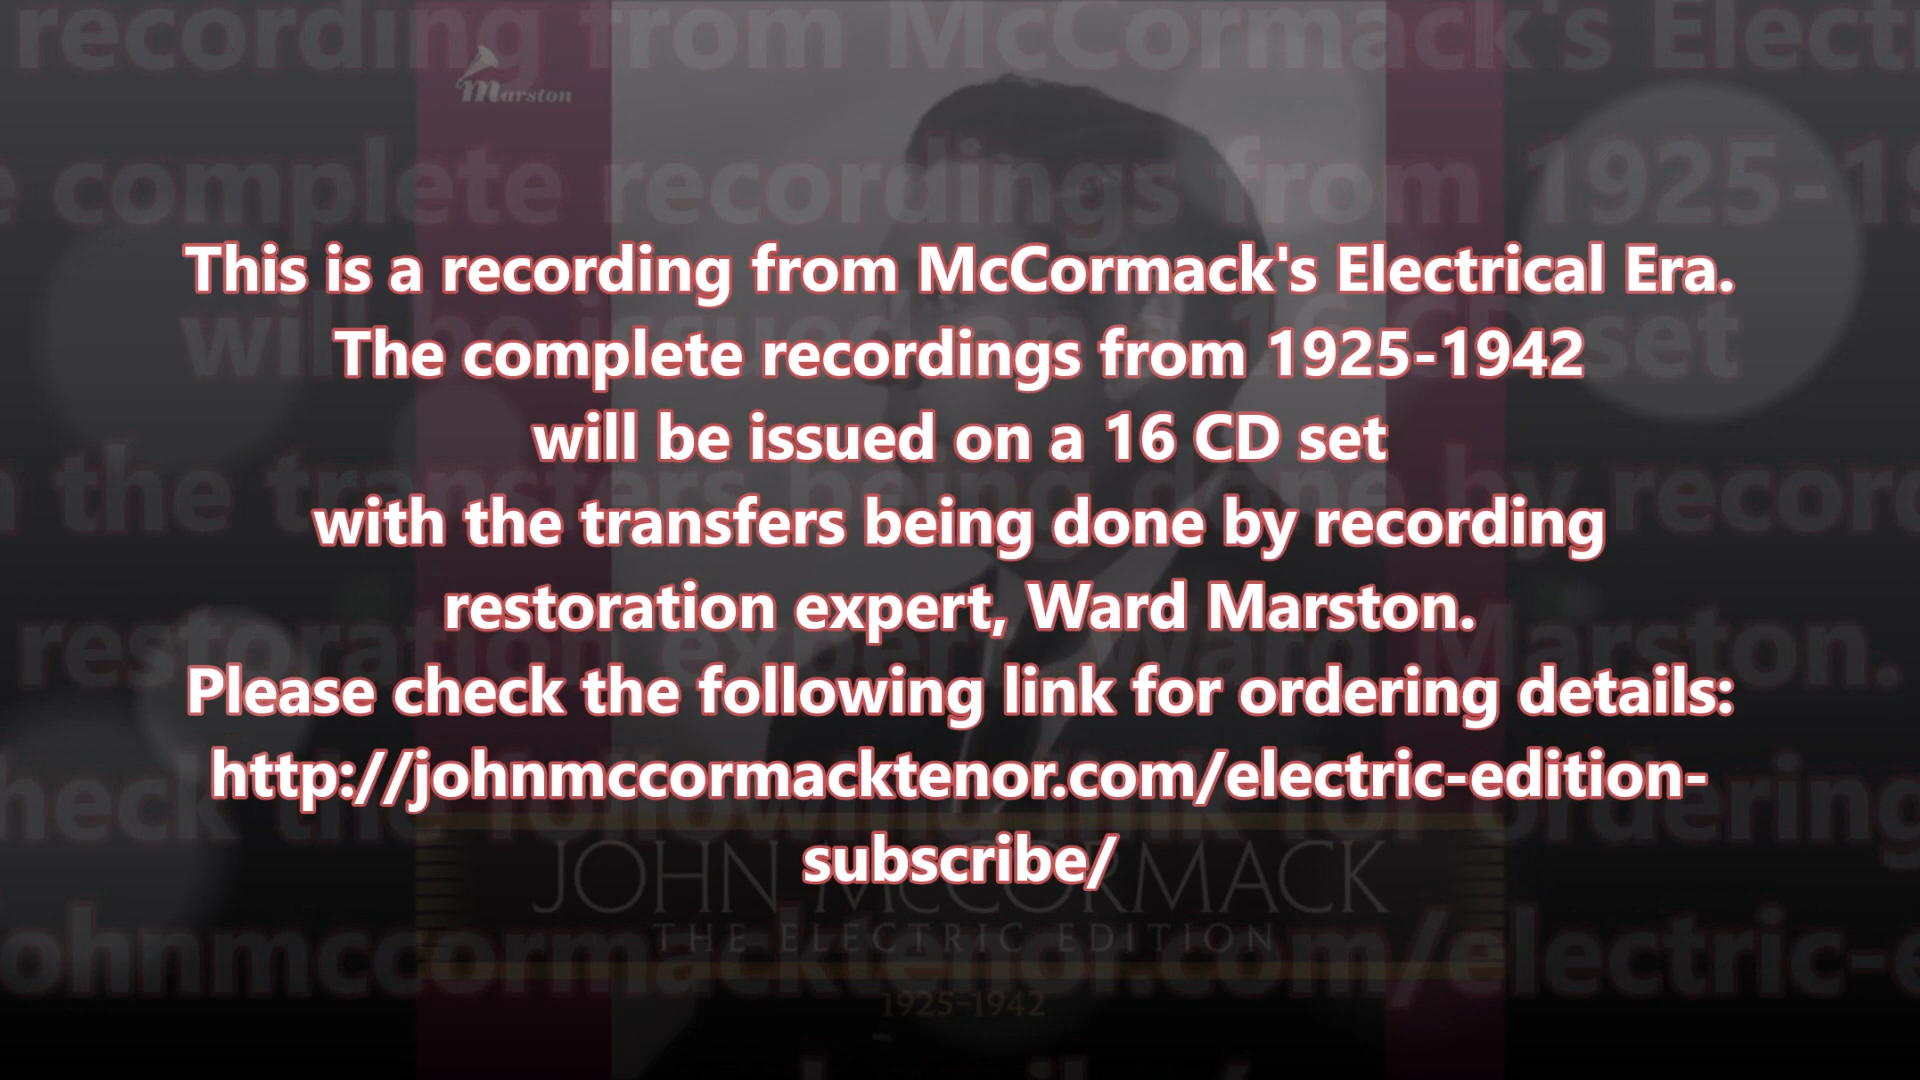 Marston
This is a recording from McCormack's Electrical Era.
The complete recordings from 1925-1942
will be issued on a 16 CD set
with the transfers being done by recording
restoration expert, Ward Marston.
Please check the following link for ordering details:
http://johnmccormacktenor.com/electric-edition-
subscribe/
JOHN McCORMACK
THE ELECTRIC EDITION
1925-1942